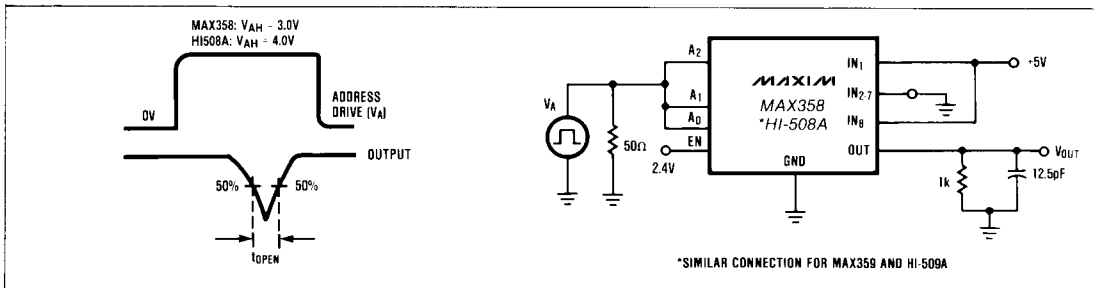 MAX358: VAH = 3.0V
HI508A: VAH = 4.0V
0V
ADDRESS
DRIVE (VA)
OUTPUT
50%
50%
tOPEN
VA
50Ω
2.4V
A2
A1
A0
EN
MAXIM
MAX358
*HI-508A
GND
IN1
IN2-7
IN8
OUT
+5V
VOUT
1k
12.5pF
*SIMILAR CONNECTION FOR MAX359 AND HI-509A